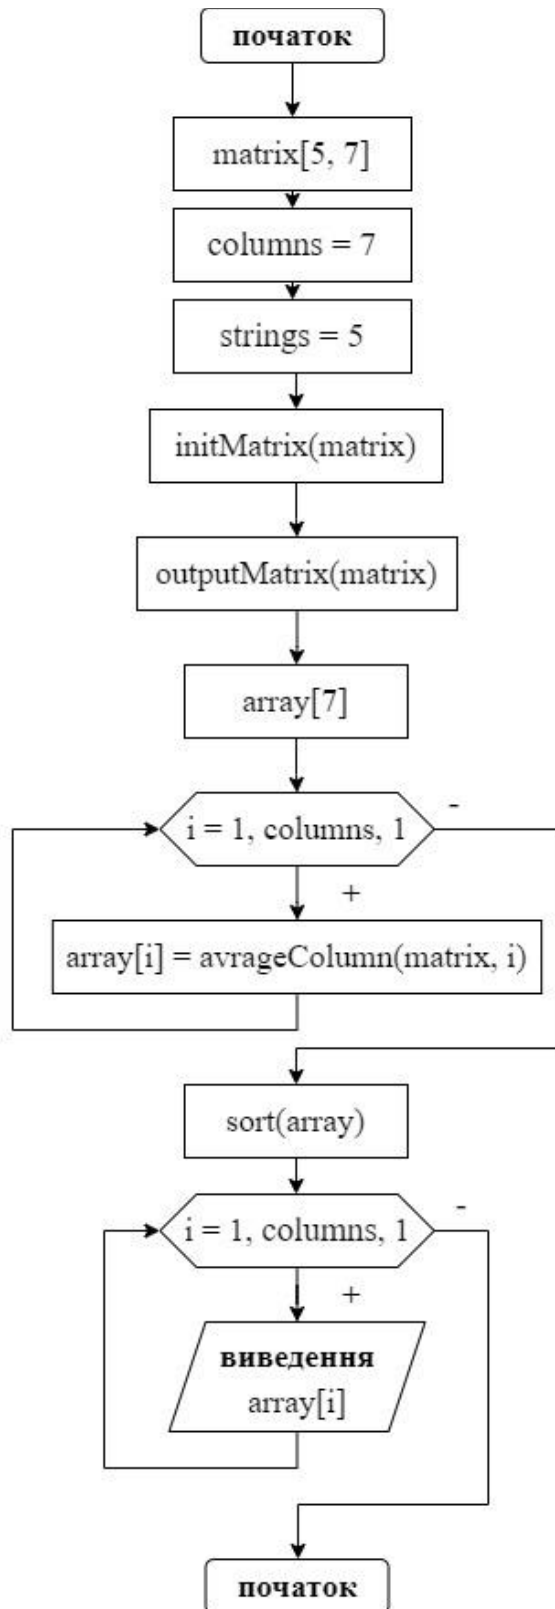 початок
matrix[5, 7]
columns = 7
strings = 5
initMatrix(matrix)
outputMatrix(matrix)
array[7]
i = 1, columns, 1
-
+
array[i] = avrageColumn(matrix, i)
sort(array)
i = 1, columns, 1
-
+
виведення
array[i]
початок